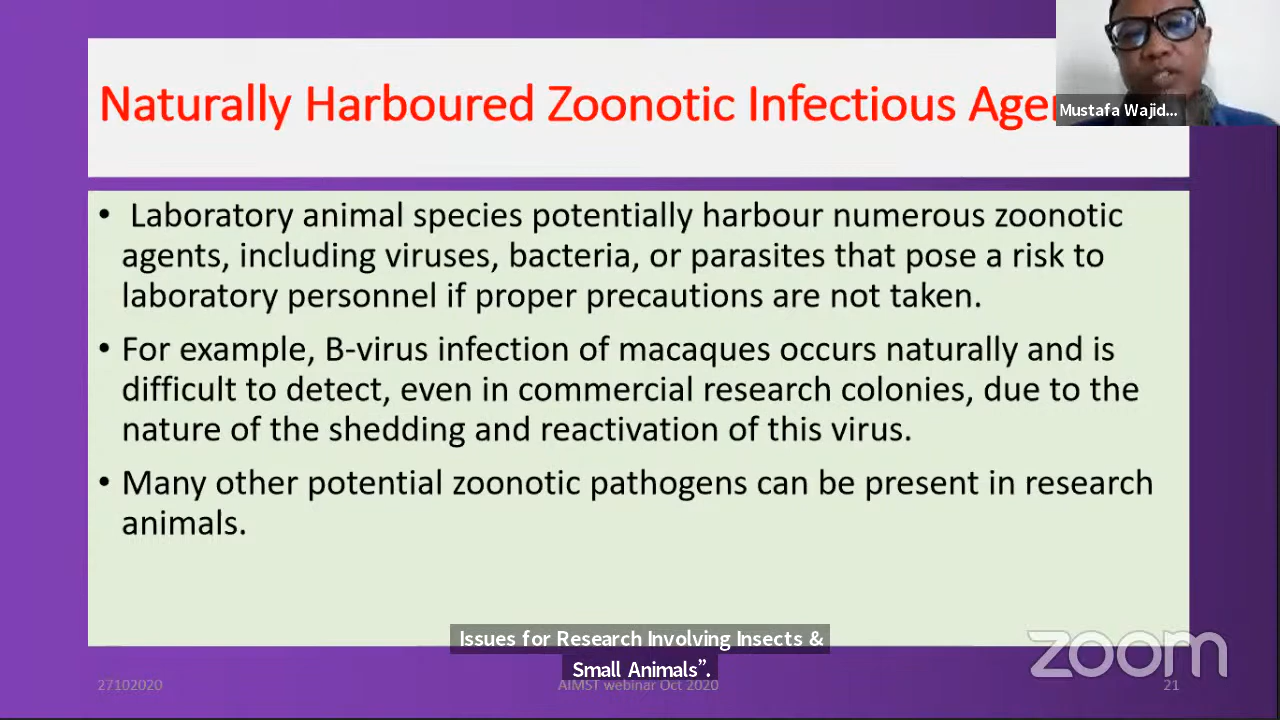 Naturally Harboured Zoonotic Infectious Age
Mustafa Wajid...
• Laboratory animal species potentially harbour numerous zoonotic
agents, including viruses, bacteria, or parasites that pose a risk to
laboratory personnel if proper precautions are not taken.
• For example, B-virus infection of macaques occurs naturally and is
difficult to detect, even in commercial research colonies, due to the
nature of the shedding and reactivation of this virus.
• Many other potential zoonotic pathogens can be present in research
animals.
Issues for Research Involving Insects &
Small Animals”.
zoom
27102020
AIMST webinar Oct 2020
21